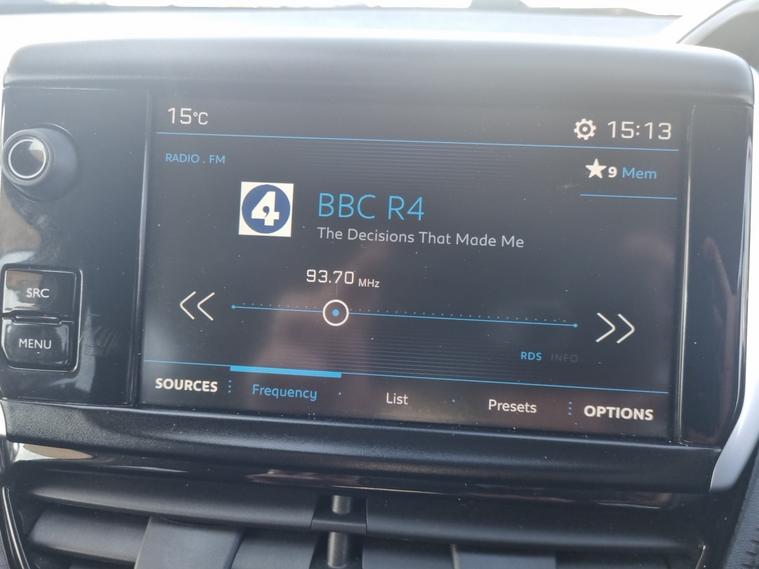 15°C
15:13
RADIO . FM
9 Mem
4
BBC R4
The Decisions That Made Me
93.70 MHz
SRC
MENU
RDS INFO
SOURCES
Frequency
List
Presets
OPTIONS